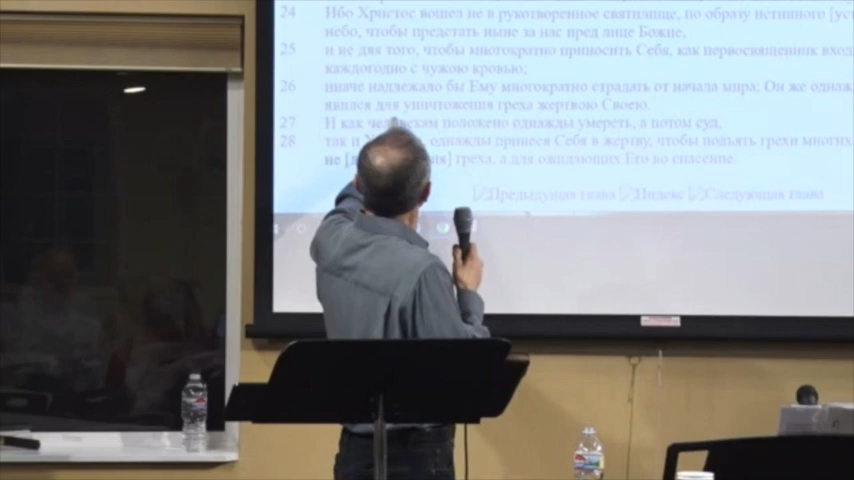 24 Ибо Христос вошел не в рукотворенное святилище, по образу истинного [уст
небо, чтобы предстать ныне за нас пред лице Божие,
25 и не для того, чтобы многократно приносить Себя, как первосвященник вход
каждогодно с чужою кровью;
26 иначе надлежало бы Ему многократно страдать от начала мира; Он же однаж
явился для уничтожения греха жертвою Своею.
27 И как человекам положено однажды умереть, а потом суд,
28 так и однажды принеся Себя в жертву, чтобы подъять грехи многих,
не греха, а для ожидающих Его во спасение.
Предыдущая глава Индекс Следующая глава